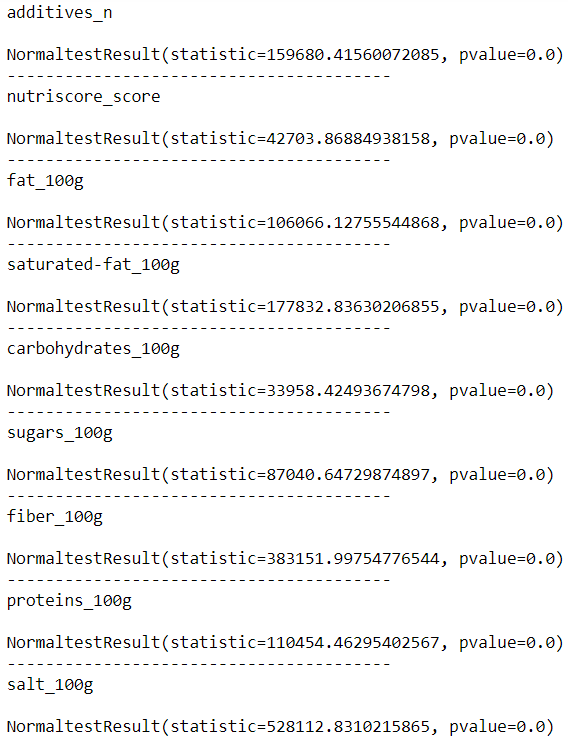 additives_n
NormaltestResult(statistic=159680.41560072085, pvalue=0.0)
---------------------------------------
nutriscore_score
NormaltestResult(statistic=42703.86884938158, pvalue=0.0)
---------------------------------------
fat_100g
NormaltestResult(statistic=106066.12755544868, pvalue=0.0)
---------------------------------------
saturated-fat_100g
NormaltestResult(statistic=177832.83630206855, pvalue=0.0)
---------------------------------------
carbohydrates_100g
NormaltestResult(statistic=33958.42493674798, pvalue=0.0)
---------------------------------------
sugars_100g
NormaltestResult(statistic=87040.64729874897, pvalue=0.0)
---------------------------------------
fiber_100g
NormaltestResult(statistic=383151.99754776544, pvalue=0.0)
---------------------------------------
proteins_100g
NormaltestResult(statistic=110454.46295402567, pvalue=0.0)
---------------------------------------
salt_100g
NormaltestResult(statistic=528112.8310215865, pvalue=0.0)